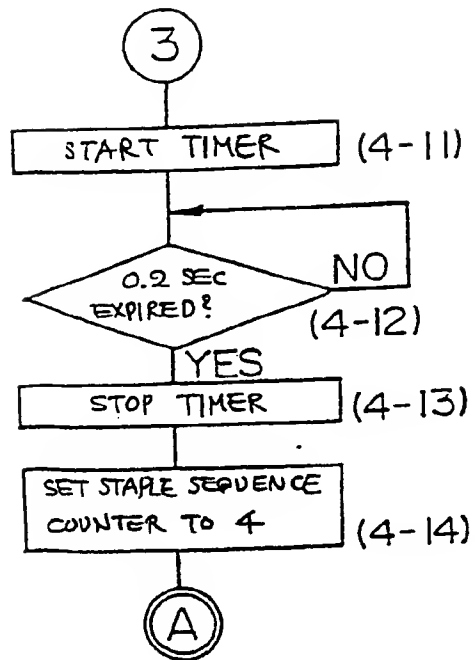 3
START TIMER (4-11)
0.2 SEC NO
EXPIRED?
(4-12)
YES
STOP TIMER (4-13)
SET STAPLE SEQUENCE
COUNTER TO 4 (4-14)
A